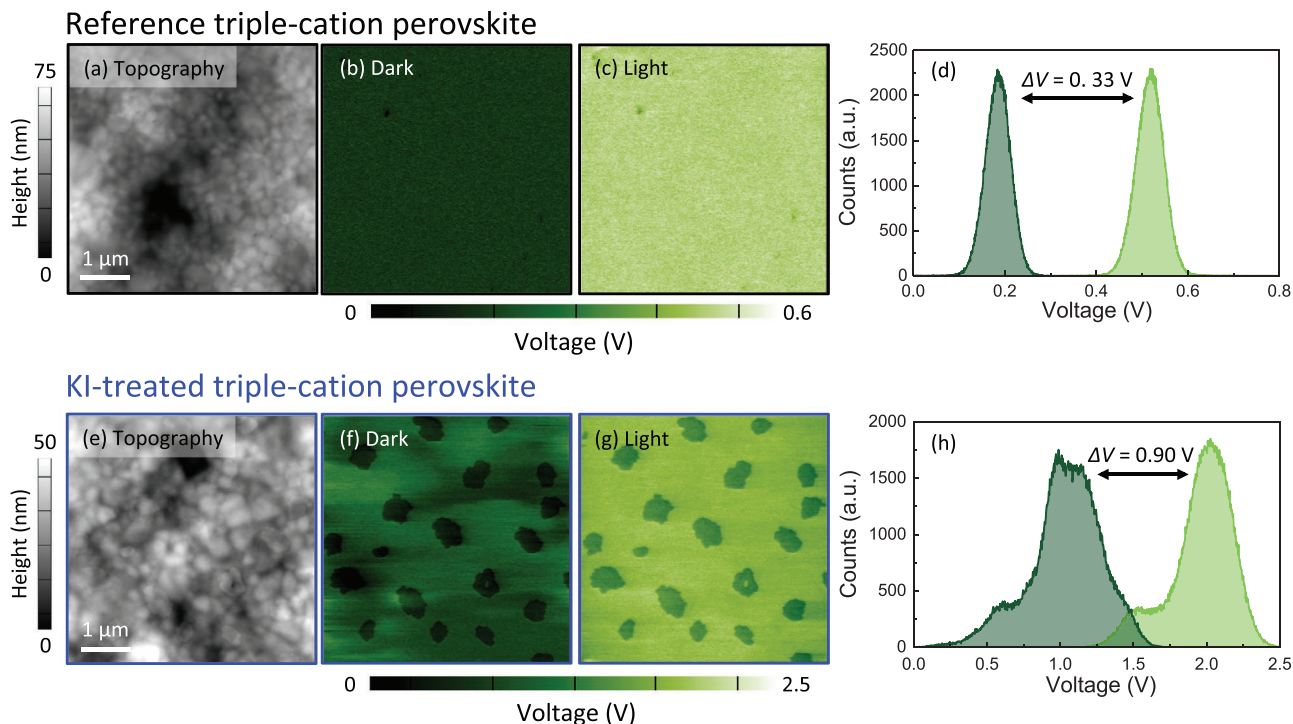 Reference triple-cation perovskite
75
Height (nm)
0
(a) Topography
1 µm
(b) Dark
(c) Light
0
0.6
Voltage (V)
2500
2000
1500
1000
500
0
Counts (a.u.)
(d)
ΔV = 0. 33 V
0.0 0.2 0.4 0.6 0.8
Voltage (V)
KI-treated triple-cation perovskite
50
Height (nm)
0
(e) Topography
1 µm
(f) Dark
(g) Light
0
2.5
Voltage (V)
2000
1500
1000
500
0
Counts (a.u.)
(h)
ΔV = 0.90 V
0.0 0.5 1.0 1.5 2.0 2.5
Voltage (V)